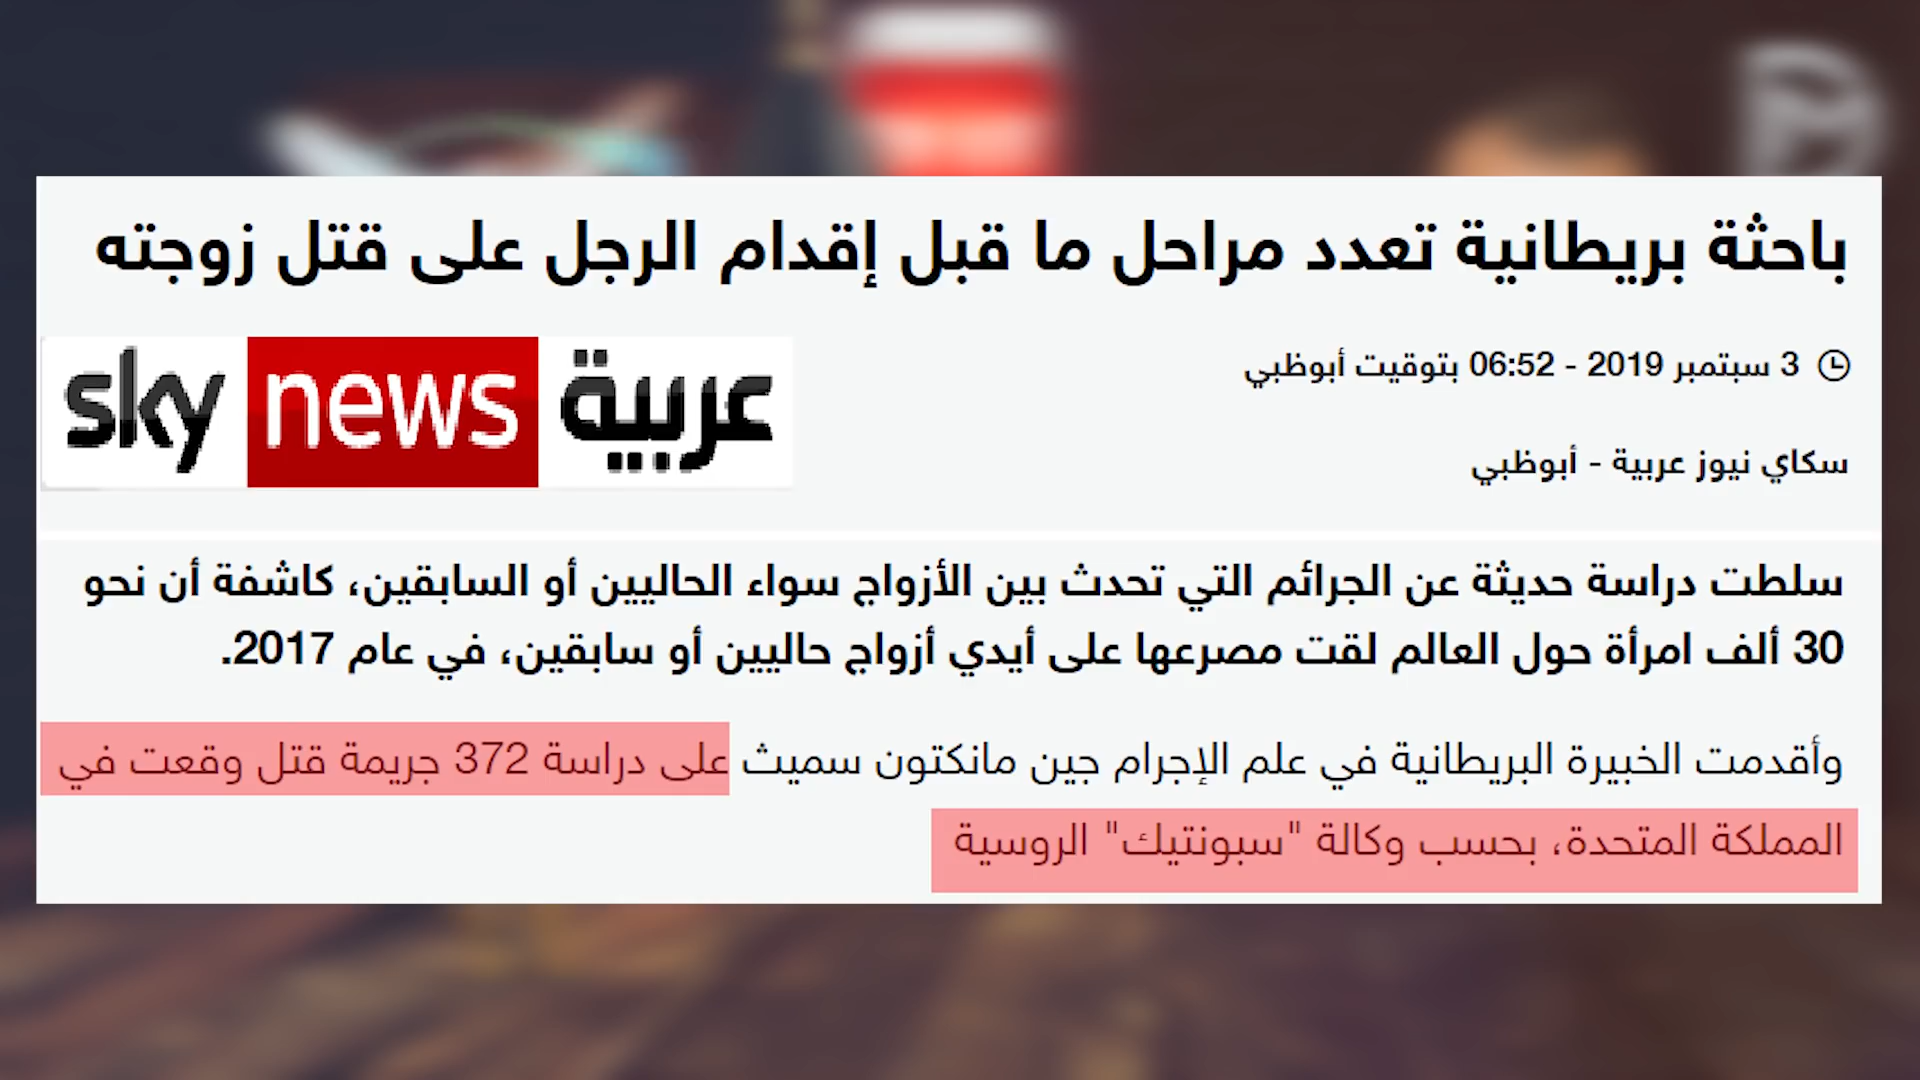 باحثة بريطانية تعدد مراحل ما قبل إقدام الرجل على قتل زوجته
3 سبتمبر 2019 - 06:52 بتوقيت أبوظبي
sky news عربية
سكاي نيوز عربية - أبوظبي
سلطت دراسة حديثة عن الجرائم التي تحدث بين الأزواج سواء الحاليين أو السابقين، كاشفة أن نحو
30 ألف امرأة حول العالم لقت مصرعها على أيدي أزواج حاليين أو سابقين، في عام 2017.
وأقدمت الخبيرة البريطانية في علم الإجرام جين مانكتون سميث على دراسة 372 جريمة قتل وقعت في
المملكة المتحدة، بحسب وكالة "سبونتيك" الروسية